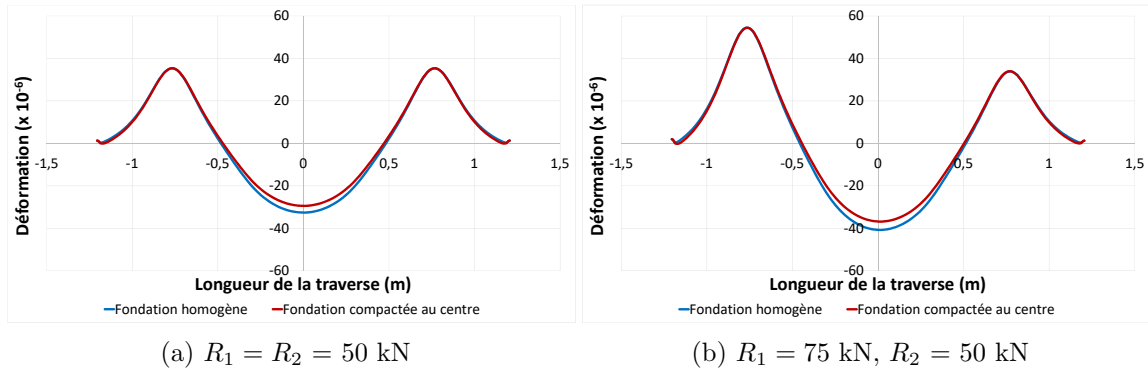 Déformation (x 10⁻⁶)
60
40
20
0
-20
-40
-60
-1,5 -1 -0,5 0 0,5 1 1,5
Longueur de la traverse (m)
Fondation homogène Fondation compactée au centre
(a) R₁ = R₂ = 50 kN
Déformation (x 10⁻⁶)
60
40
20
0
-20
-40
-60
-1,5 -1 -0,5 0 0,5 1 1,5
Longueur de la traverse (m)
Fondation homogène Fondation compactée au centre
(b) R₁ = 75 kN, R₂ = 50 kN